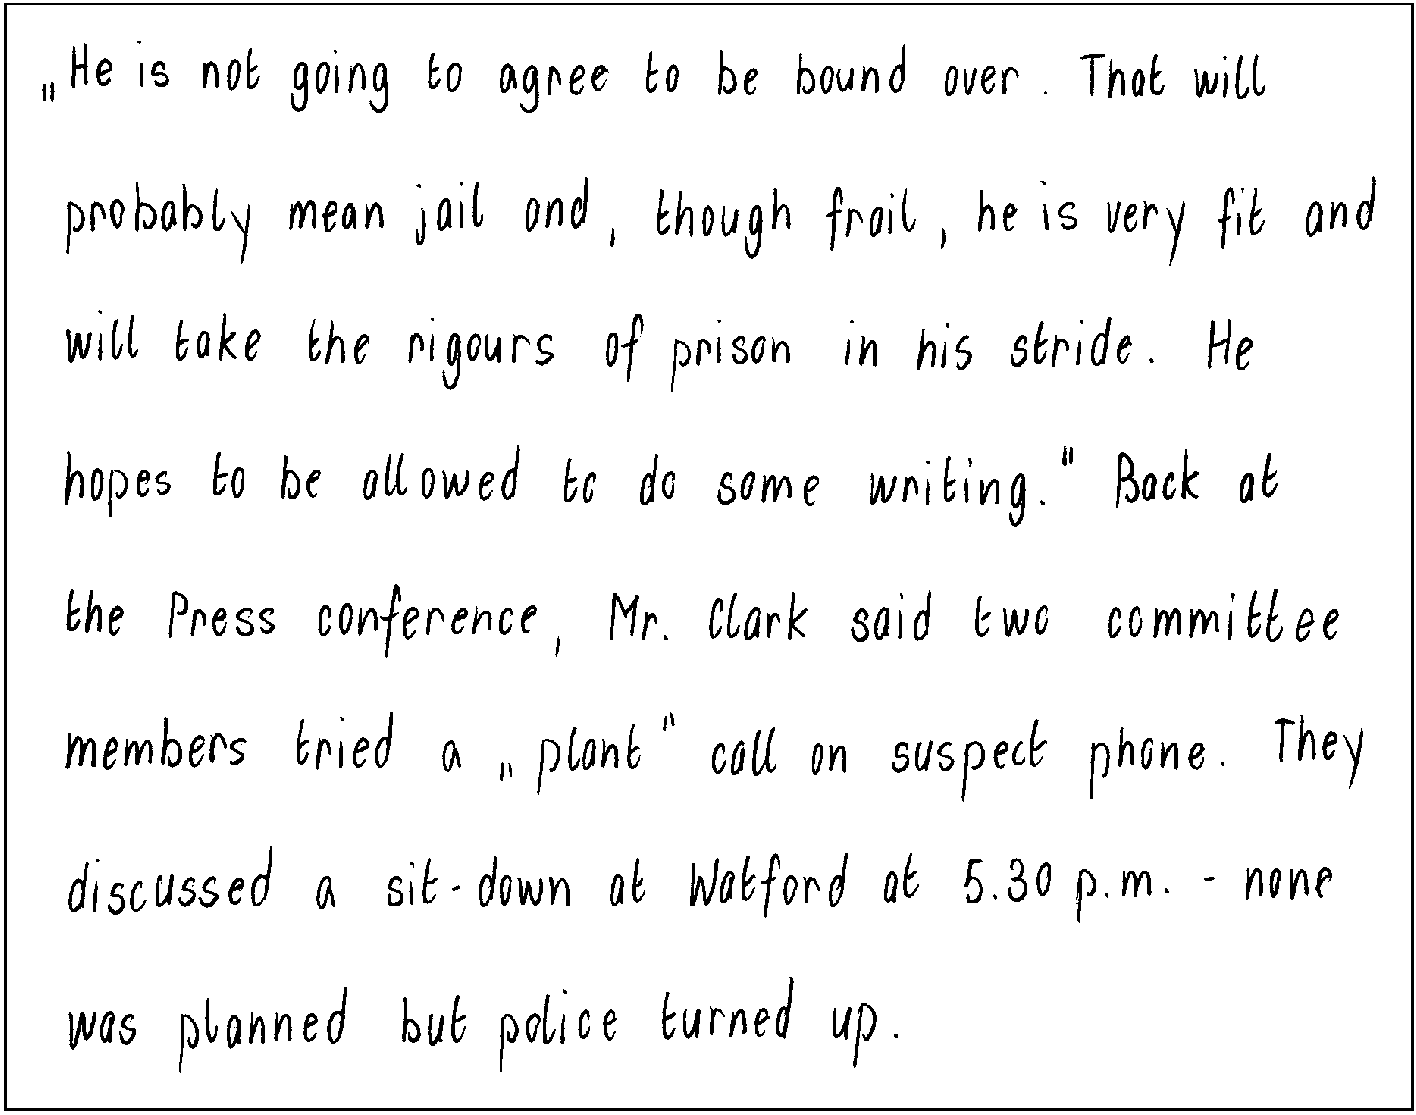 „He is not going to agree to be bound over. That will
probably mean jail and, though frail, he is very fit and
will take the rigours of prison in his stride. He
hopes to be allowed to do some writing." Back at
the Press conference, Mr. Clark said two committee
members tried a „plant" call on suspect phone. They
discussed a sit-down at Watford at 5.30 p.m. - none
was planned but police turned up.